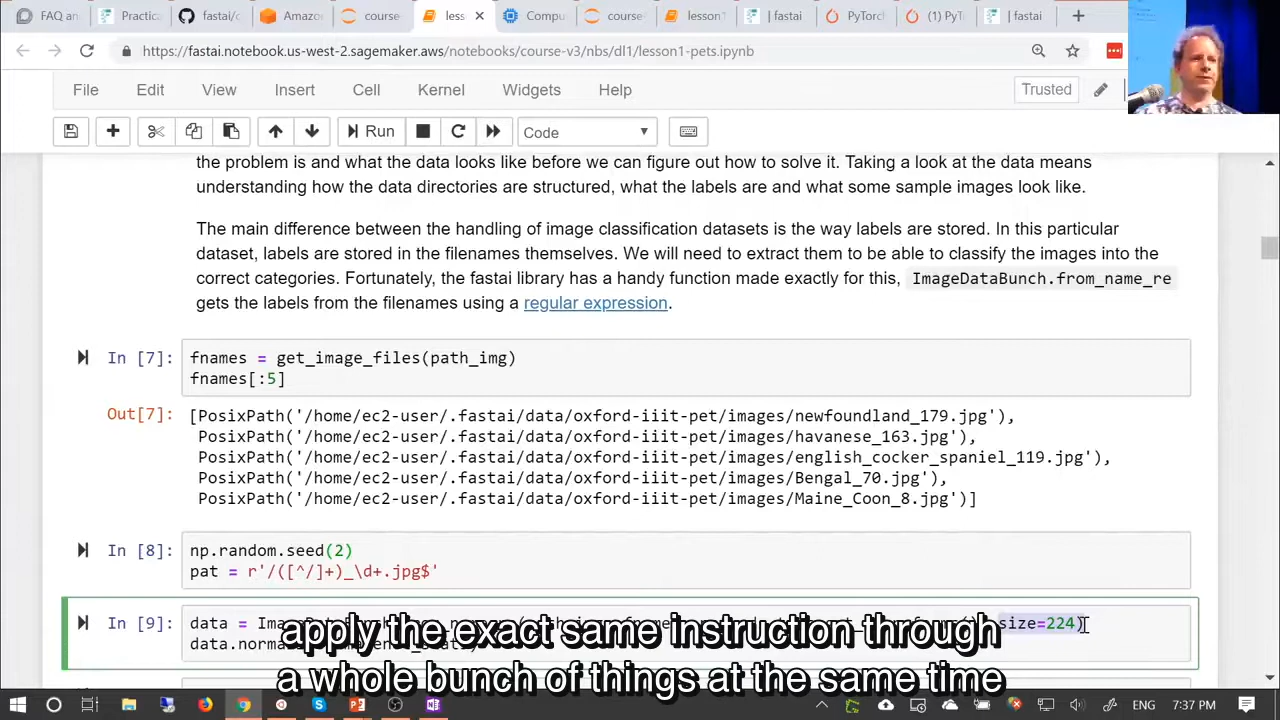 FAQ an
Practica
fastai/c
Amazo
course
less
Compu
course
lesson1
| fastai
PyTo
(1) Py
| fastai
https://fastai.notebook.us-west-2.sagemaker.aws/notebooks/course-v3/nbs/dl1/lesson1-pets.ipynb
File Edit View Insert Cell Kernel Widgets Help Trusted
Run Code
the problem is and what the data looks like before we can figure out how to solve it. Taking a look at the data means
understanding how the data directories are structured, what the labels are and what some sample images look like.
The main difference between the handling of image classification datasets is the way labels are stored. In this particular
dataset, labels are stored in the filenames themselves. We will need to extract them to be able to classify the images into the
correct categories. Fortunately, the fastai library has a handy function made exactly for this, ImageDataBunch.from_name_re
gets the labels from the filenames using a regular expression.
In [7]: fnames = get_image_files(path_img)
fnames[:5]
Out[7]: [PosixPath('/home/ec2-user/.fastai/data/oxford-iiit-pet/images/newfoundland_179.jpg'),
PosixPath('/home/ec2-user/.fastai/data/oxford-iiit-pet/images/havanese_163.jpg'),
PosixPath('/home/ec2-user/.fastai/data/oxford-iiit-pet/images/english_cocker_spaniel_119.jpg'),
PosixPath('/home/ec2-user/.fastai/data/oxford-iiit-pet/images/Bengal_70.jpg'),
PosixPath('/home/ec2-user/.fastai/data/oxford-iiit-pet/images/Maine_Coon_8.jpg')]
In [8]: np.random.seed(2)
pat = r'/([^/]+)_\d+.jpg$'
In [9]: data = size=224)
data.norma
apply the exact same instruction through
a whole bunch of things at the same time
ENG 7:37 PM